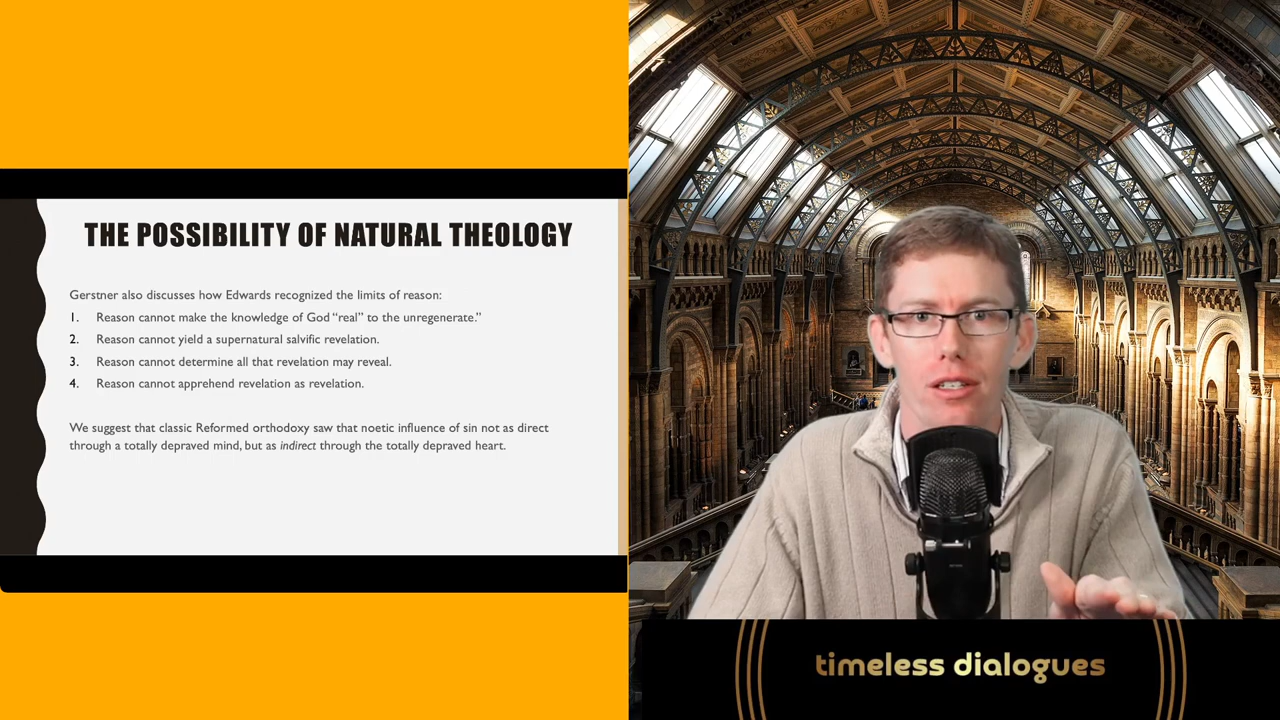 THE POSSIBILITY OF NATURAL THEOLOGY
Gerstner also discusses how Edwards recognized the limits of reason:
1. Reason cannot make the knowledge of God “real” to the unregenerate.”
2. Reason cannot yield a supernatural salvific revelation.
3. Reason cannot determine all that revelation may reveal.
4. Reason cannot apprehend revelation as revelation.
We suggest that classic Reformed orthodoxy saw that noetic influence of sin not as direct
through a totally depraved mind, but as indirect through the totally depraved heart.
timeless dialogues